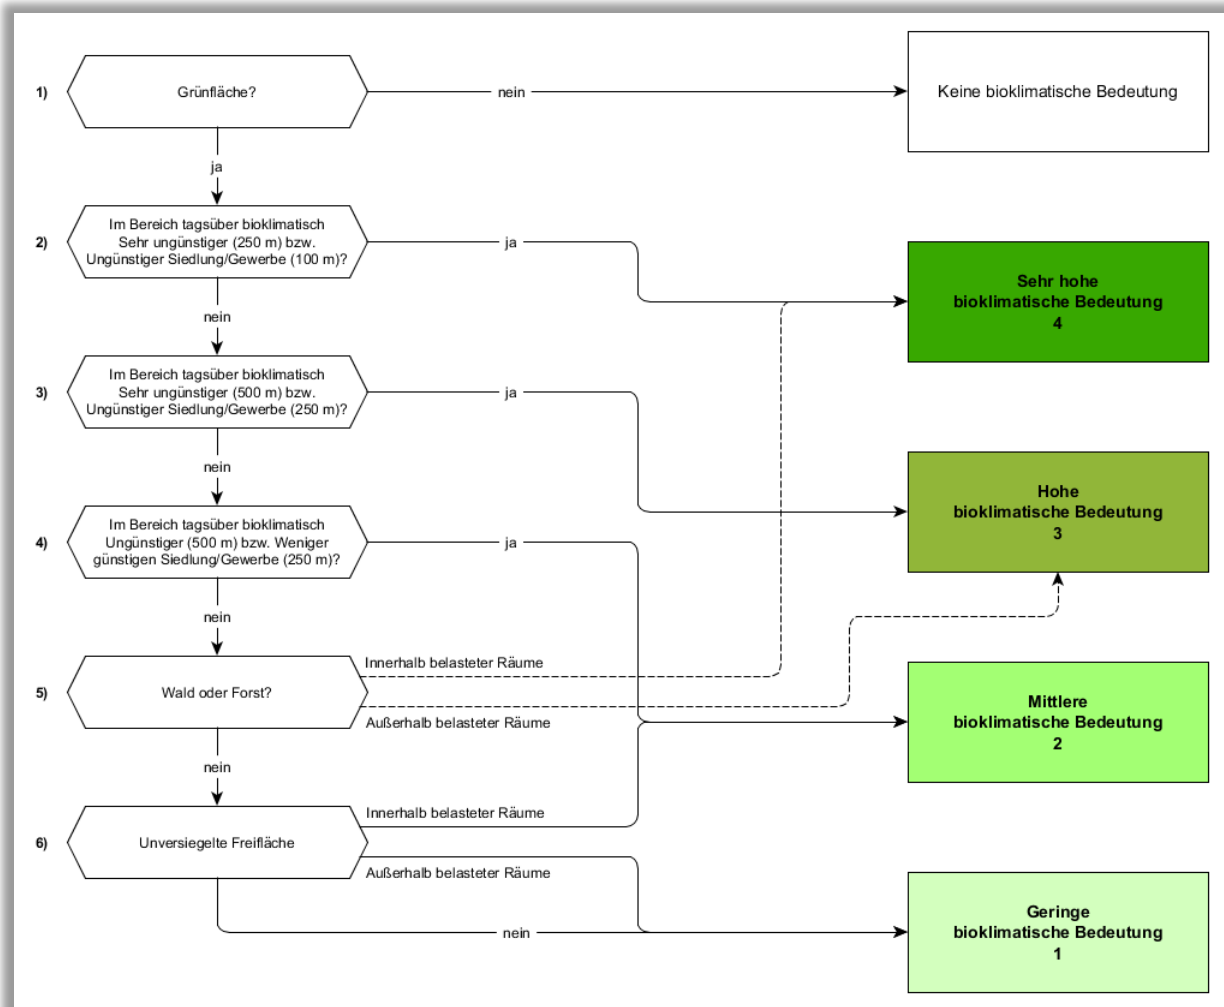 1)
Grünfläche?
nein
Keine bioklimatische Bedeutung
ja
2)
Im Bereich tagsüber bioklimatisch
Sehr ungünstiger (250 m) bzw.
Ungünstiger Siedlung/Gewerbe (100 m)?
ja
Sehr hohe
bioklimatische Bedeutung
4
nein
3)
Im Bereich tagsüber bioklimatisch
Sehr ungünstiger (500 m) bzw.
Ungünstiger Siedlung/Gewerbe (250 m)?
ja
Hohe
bioklimatische Bedeutung
3
nein
4)
Im Bereich tagsüber bioklimatisch
Ungünstiger (500 m) bzw. Weniger
günstigen Siedlung/Gewerbe (250 m)?
ja
nein
5)
Wald oder Forst?
Innerhalb belasteter Räume
Außerhalb belasteter Räume
Mittlere
bioklimatische Bedeutung
2
nein
6)
Unversiegelte Freifläche
Innerhalb belasteter Räume
Außerhalb belasteter Räume
nein
Geringe
bioklimatische Bedeutung
1